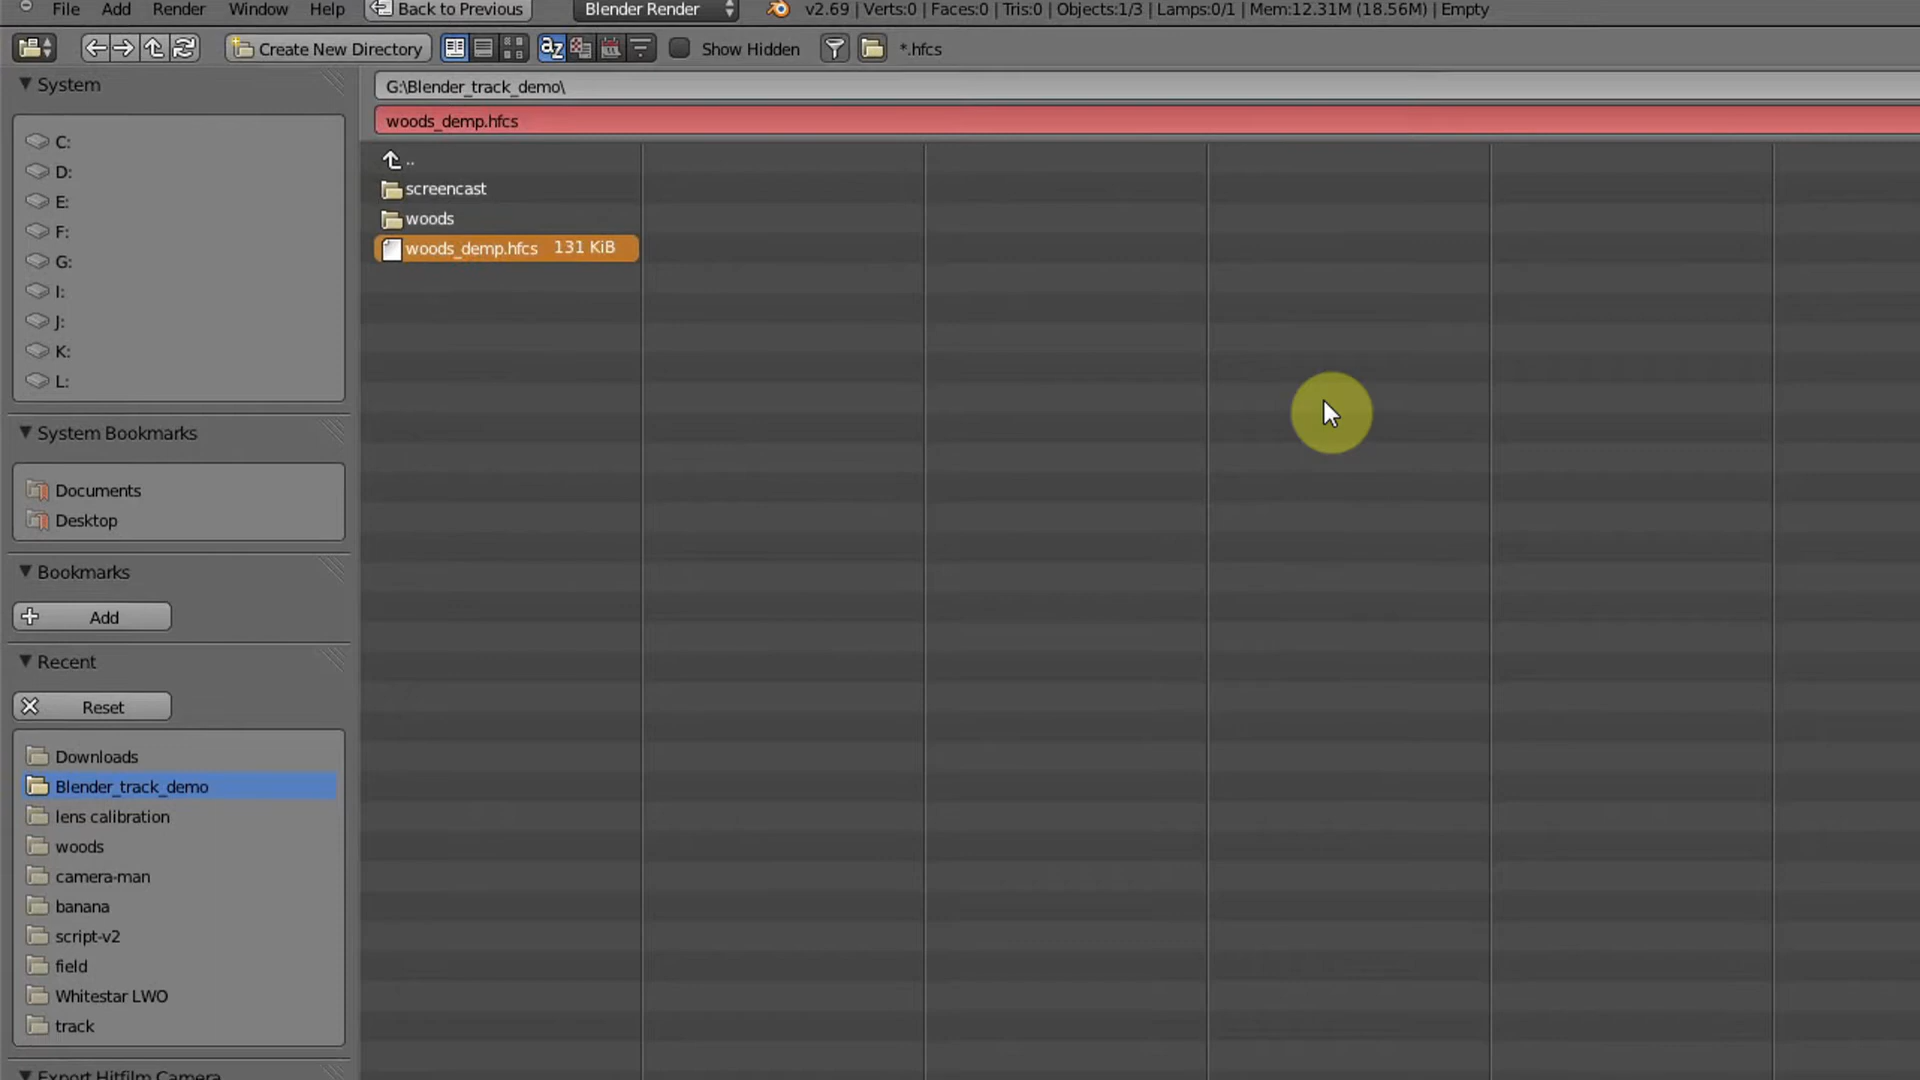 File Add Render Window Help Back to Previous Blender Render v2.69 | Verts:0 | Faces:0 | Tris:0 | Objects:1/3 | Lamps:0/1 | Mem:12.31M (18.56M) | Empty
Create New Directory Show Hidden *.hfcs
System
G:\Blender_track_demo\
woods_demp.hfcs
C:
D:
E:
F:
G:
I:
J:
K:
L:
..
screencast
woods
woods_demp.hfcs 131 KiB
System Bookmarks
Documents
Desktop
Bookmarks
Add
Recent
Reset
Downloads
Blender_track_demo
lens calibration
woods
camera-man
banana
script-v2
field
Whitestar LWO
track
Export Hitfilm Camera